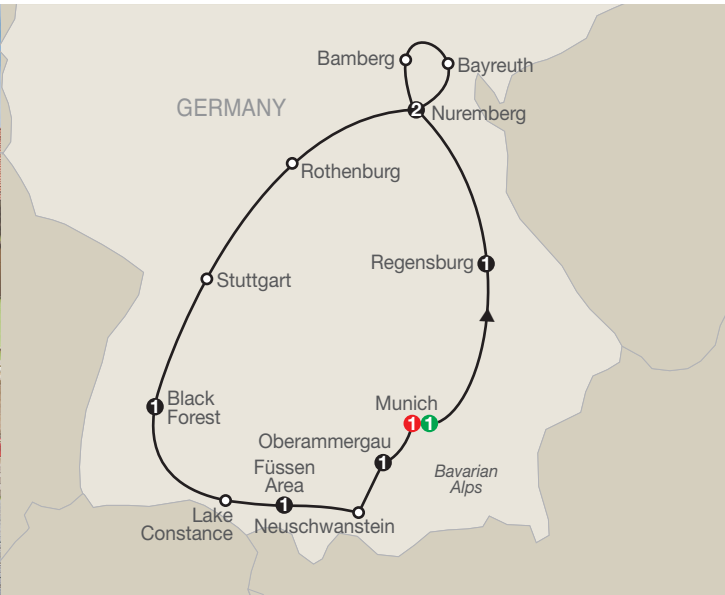 Bamberg
Bayreuth
GERMANY
2
Nuremberg
Rothenburg
Regensburg
1
Stuttgart
Black
Forest
1
Munich
1
1
Oberammergau
1
Füssen
Area
1
Bavarian
Alps
Lake
Constance
Neuschwanstein